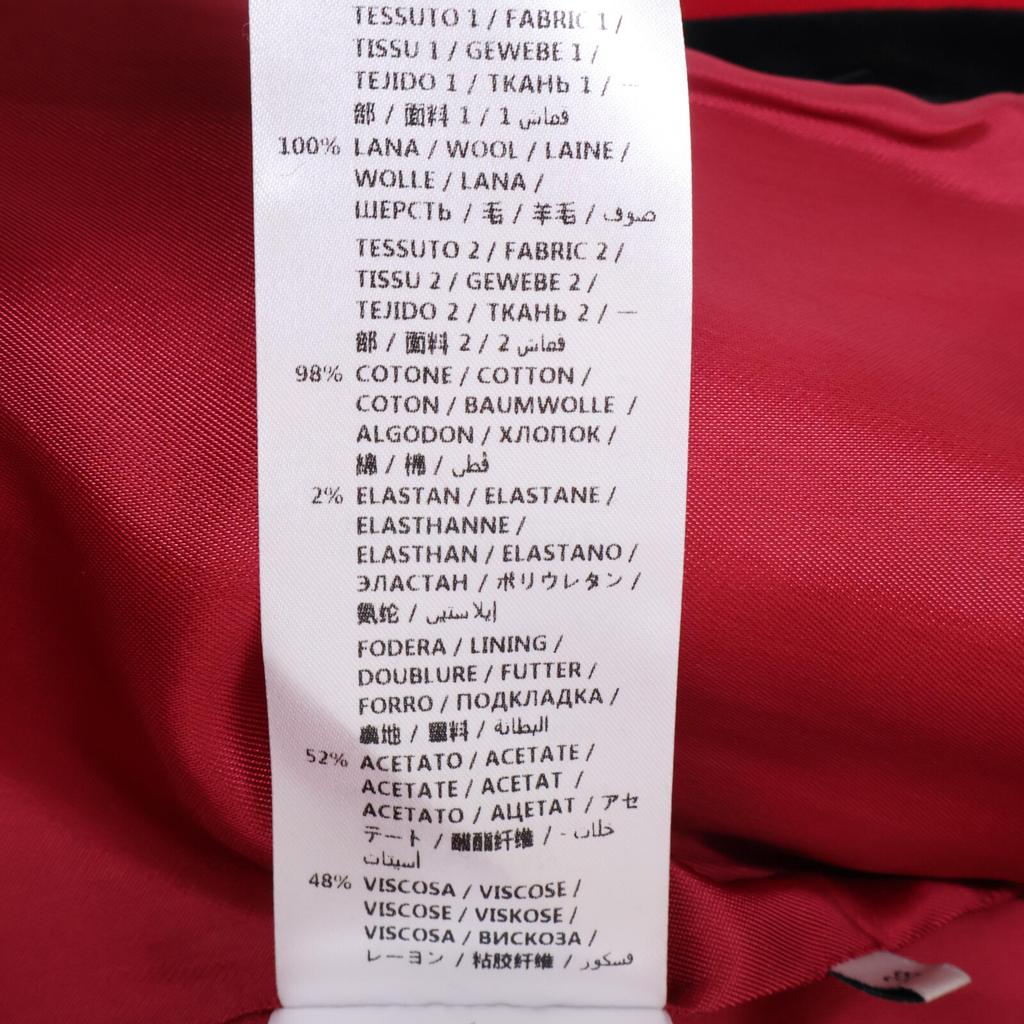 TESSUTO 1 / FABRIC 1 /
TISSU 1 / GEWEBE 1 /
TEJIDO 1 / ТКАНЬ 1 / 一
部 / 面料 1 / 1 قماش
100% LANA / WOOL / LAINE /
WOLLE / LANA /
ШЕРСТЬ / 毛 / 羊毛 / صوف
TESSUTO 2 / FABRIC 2 /
TISSU 2 / GEWEBE 2 /
TEJIDO 2 / ТКАНЬ 2 / 一
部 / 面料 2 / 2 قماش
98% COTONE / COTTON /
COTON / BAUMWOLLE /
ALGODON / ХЛОПОК /
綿 / 棉 / قطن
2% ELASTAN / ELASTANE /
ELASTHANNE /
ELASTHAN / ELASTANO /
ЭЛАСТАН / ポリウレタン /
氨纶 / إيلاستين
FODERA / LINING /
DOUBLURE / FUTTER /
FORRO / ПОДКЛАДКА /
裏地 / 里料 / البطانة
52% ACETATO / ACETATE /
ACETATE / ACETAT /
ACETATO / АЦЕТАТ / アセ
テート / 醋酯纤维 / - خلات
أسيتات
48% VISCOSA / VISCOSE /
VISCOSE / VISKOSE /
VISCOSA / ВИСКОЗА /
レーヨン / 粘胶纤维 / فسكوز